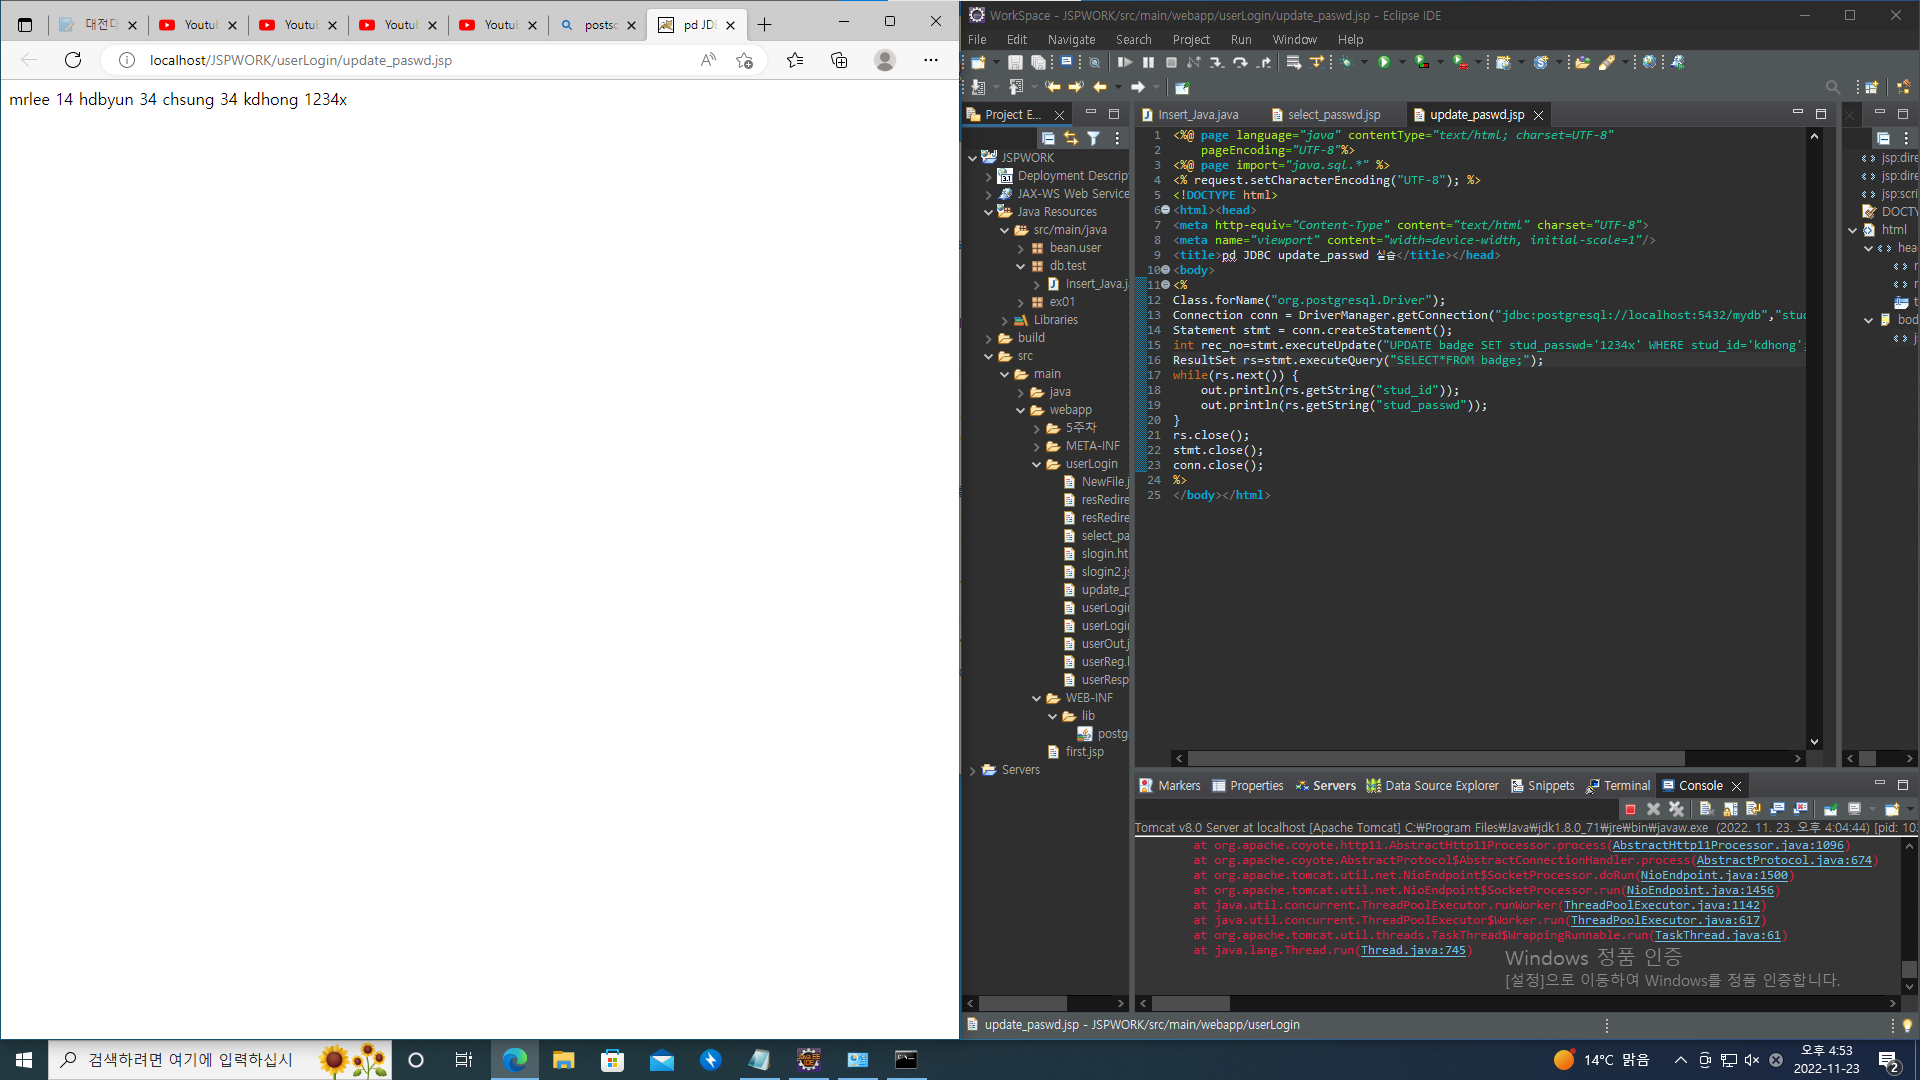 대전대
Youtub
Youtub
Youtub
Youtub
postsc
pd JDE
localhost/JSPWORK/userLogin/update_paswd.jsp
mrlee 14 hdbyun 34 chsung 34 kdhong 1234x
WorkSpace - JSPWORK/src/main/webapp/userLogin/update_paswd.jsp - Eclipse IDE
File Edit Navigate Search Project Run Window Help
Project E...
JSPWORK
Deployment Descrip
JAX-WS Web Service
Java Resources
src/main/java
bean.user
db.test
Insert_Java.j
ex01
Libraries
build
src
main
java
webapp
5주차
META-INF
userLogin
NewFile.j
resRedire
resRedire
select_pa
slogin.ht
slogin2.js
update_p
userLogin
userLogin
userOut.j
userReg.
userResp
WEB-INF
lib
postg
first.jsp
Servers
Insert_Java.java select_passwd.jsp update_paswd.jsp
1 <%@ page language="java" contentType="text/html; charset=UTF-8"
2 pageEncoding="UTF-8"%>
3 <%@ page import="java.sql.*" %>
4 <% request.setCharacterEncoding("UTF-8"); %>
5 <!DOCTYPE html>
6 <html><head>
7 <meta http-equiv="Content-Type" content="text/html" charset="UTF-8">
8 <meta name="viewport" content="width=device-width, initial-scale=1"/>
9 <title>pd JDBC update_passwd 실습</title></head>
10 <body>
11 <%
12 Class.forName("org.postgresql.Driver");
13 Connection conn = DriverManager.getConnection("jdbc:postgresql://localhost:5432/mydb","stud
14 Statement stmt = conn.createStatement();
15 int rec_no=stmt.executeUpdate("UPDATE badge SET stud_passwd='1234x' WHERE stud_id='kdhong';
16 ResultSet rs=stmt.executeQuery("SELECT*FROM badge;");
17 while(rs.next()) {
18 out.println(rs.getString("stud_id"));
19 out.println(rs.getString("stud_passwd"));
20 }
21 rs.close();
22 stmt.close();
23 conn.close();
24 %>
25 </body></html>
jsp:dire
jsp:dire
jsp:scri
DOCTY
html
hea
bod
Markers Properties Servers Data Source Explorer Snippets Terminal Console
Tomcat v8.0 Server at localhost [Apache Tomcat] C:₩Program Files₩Java₩jdk1.8.0_71₩jre₩bin₩javaw.exe (2022. 11. 23. 오후 4:04:44) [pid: 103
at org.apache.coyote.http11.AbstractHttp11Processor.process(AbstractHttp11Processor.java:1096)
at org.apache.coyote.AbstractProtocol$AbstractConnectionHandler.process(AbstractProtocol.java:674)
at org.apache.tomcat.util.net.NioEndpoint$SocketProcessor.doRun(NioEndpoint.java:1500)
at org.apache.tomcat.util.net.NioEndpoint$SocketProcessor.run(NioEndpoint.java:1456)
at java.util.concurrent.ThreadPoolExecutor.runWorker(ThreadPoolExecutor.java:1142)
at java.util.concurrent.ThreadPoolExecutor$Worker.run(ThreadPoolExecutor.java:617)
at org.apache.tomcat.util.threads.TaskThread$WrappingRunnable.run(TaskThread.java:61)
at java.lang.Thread.run(Thread.java:745)
Windows 정품 인증
[설정]으로 이동하여 Windows를 정품 인증합니다.
update_paswd.jsp - JSPWORK/src/main/webapp/userLogin
검색하려면 여기에 입력하십시
14°C 맑음
오후 4:53
2022-11-23
2